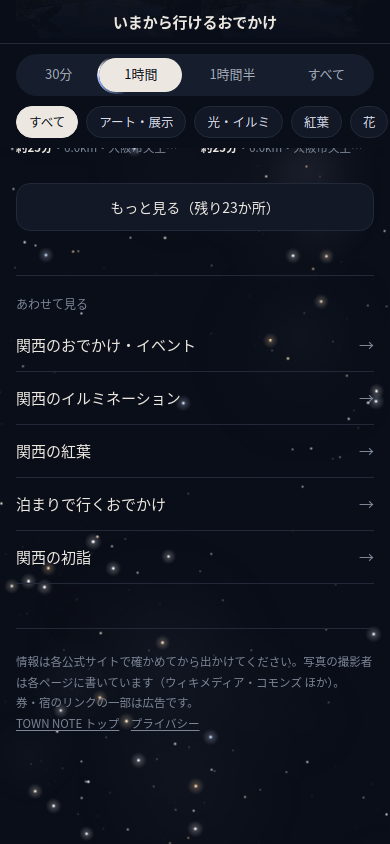 いまから行けるおでかけ
30分 1時間 1時間半 すべて
すべて アート・展示 光・イルミ 紅葉 花
もっと見る（残り23か所）
あわせて見る
関西のおでかけ・イベント →
関西のイルミネーション →
関西の紅葉 →
泊まりで行くおでかけ →
関西の初詣 →
情報は各公式サイトで確かめてから出かけてください。写真の撮影者
は各ページに書いています（ウィキメディア・コモンズ ほか）。
券・宿のリンクの一部は広告です。
TOWN NOTE トップ プライバシー